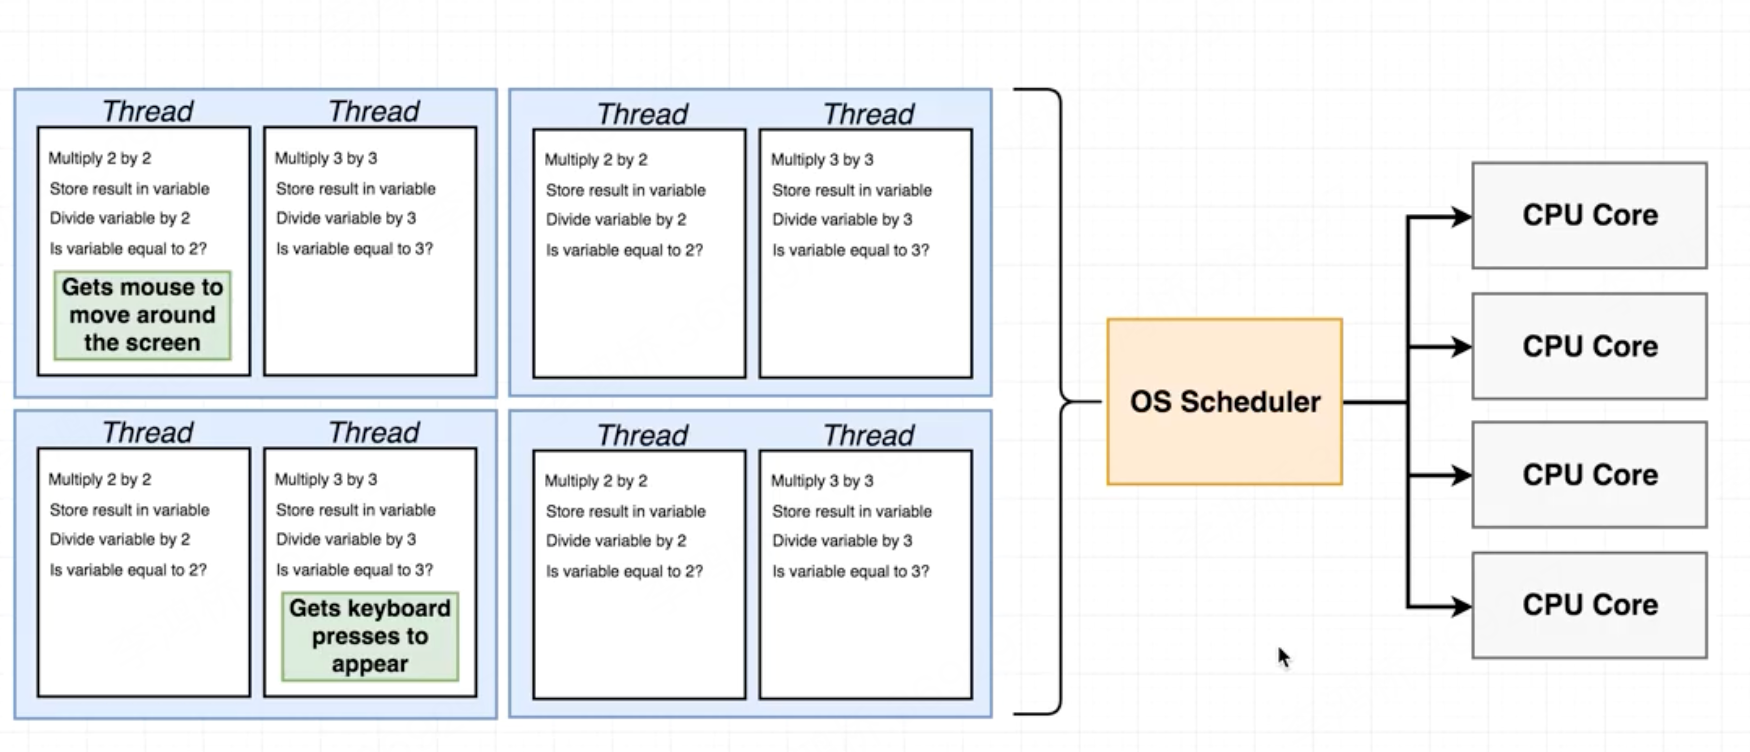 Thread
Multiply 2 by 2
Store result in variable
Divide variable by 2
Is variable equal to 2?
Gets mouse to
move around
the screen
Thread
Multiply 3 by 3
Store result in variable
Divide variable by 3
Is variable equal to 3?
Thread
Multiply 2 by 2
Store result in variable
Divide variable by 2
Is variable equal to 2?
Thread
Multiply 3 by 3
Store result in variable
Divide variable by 3
Is variable equal to 3?
Thread
Multiply 2 by 2
Store result in variable
Divide variable by 2
Is variable equal to 2?
Thread
Multiply 3 by 3
Store result in variable
Divide variable by 3
Is variable equal to 3?
Gets keyboard
presses to
appear
Thread
Multiply 2 by 2
Store result in variable
Divide variable by 2
Is variable equal to 2?
Thread
Multiply 3 by 3
Store result in variable
Divide variable by 3
Is variable equal to 3?
OS Scheduler
CPU Core
CPU Core
CPU Core
CPU Core